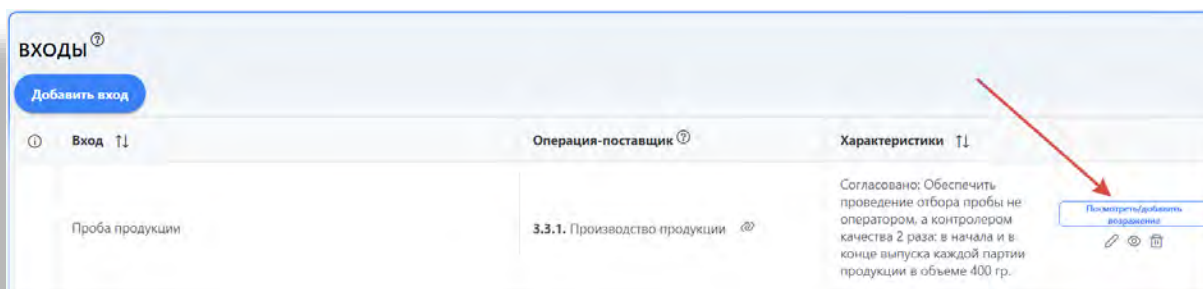 ВХОДЫ
Добавить вход
Вход
Операция-поставщик
Характеристики
Проба продукции
3.3.1. Производство продукции
Согласовано: Обеспечить
проведение отбора пробы не
оператором, а контролером
качества 2 раза: в начала и в
конце выпуска каждой партии
продукции в объеме 400 гр.
Посмотреть/добавить
возражение